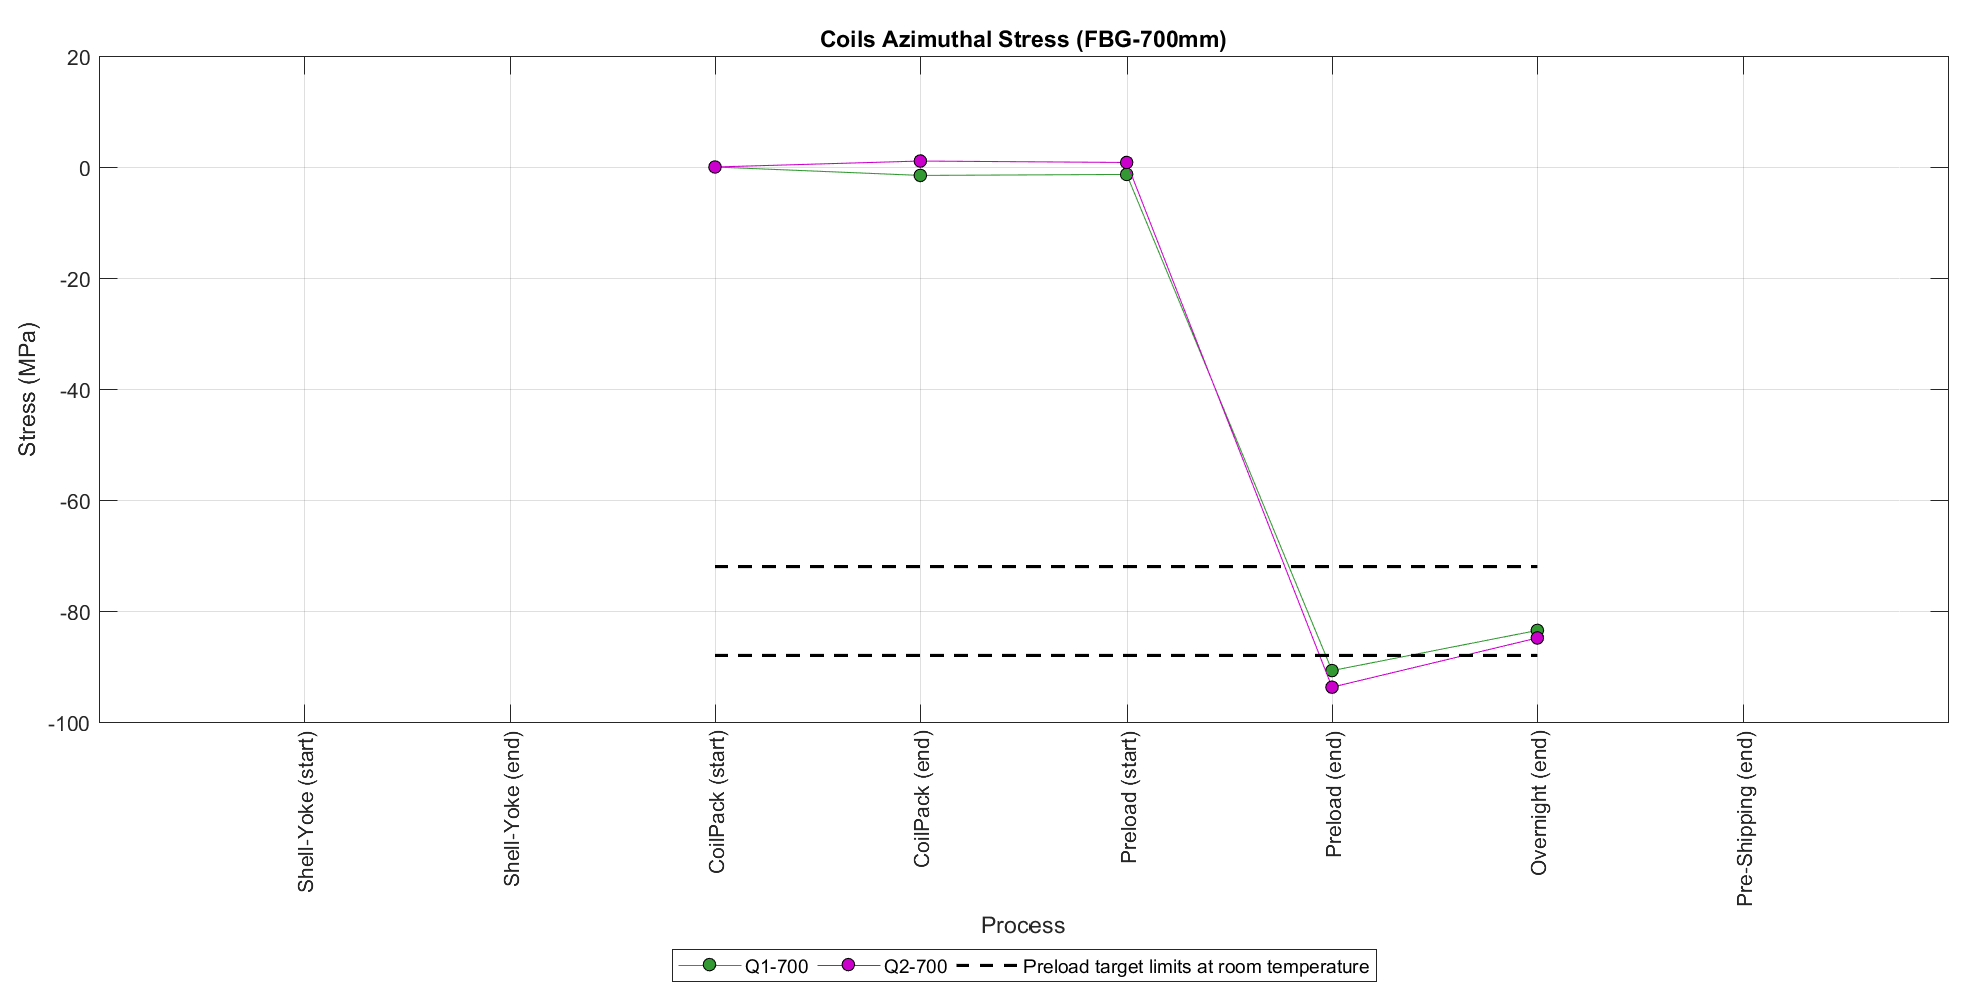 Coils Azimuthal Stress (FBG-700mm)
20
0
-20
-40
-60
-80
-100
Stress (MPa)
Shell-Yoke (start)
Shell-Yoke (end)
CoilPack (start)
CoilPack (end)
Preload (start)
Preload (end)
Overnight (end)
Pre-Shipping (end)
Process
Q1-700 Q2-700 Preload target limits at room temperature